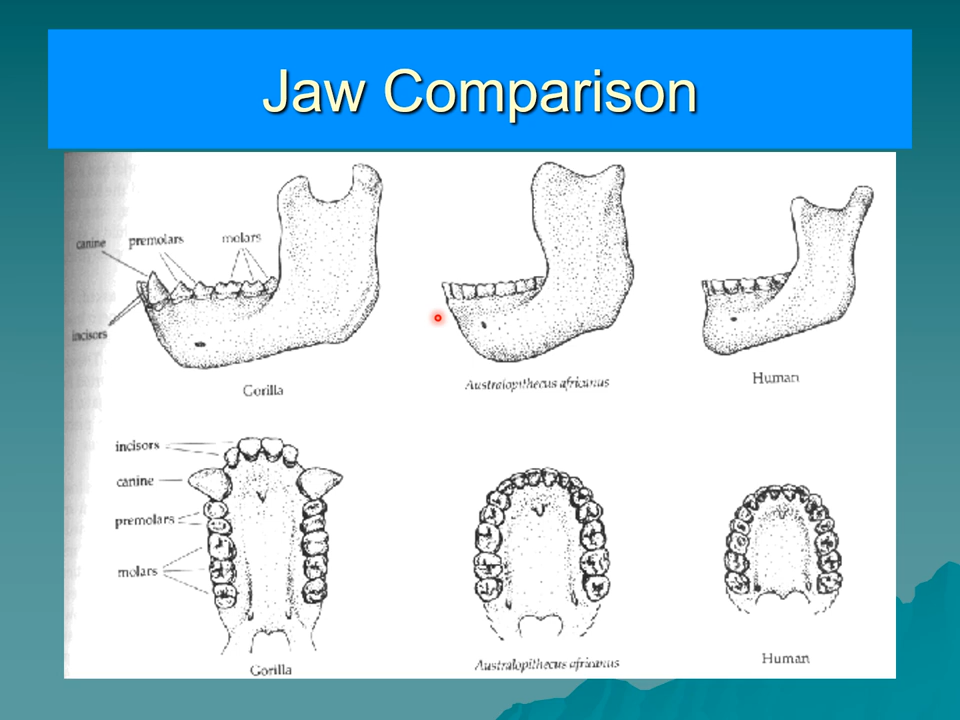 Jaw Comparison
canine
premolars
molars
incisors
Gorilla
Australopithecus africanus
Human
incisors
canine
premolars
molars
Gorilla
Australopithecus africanus
Human